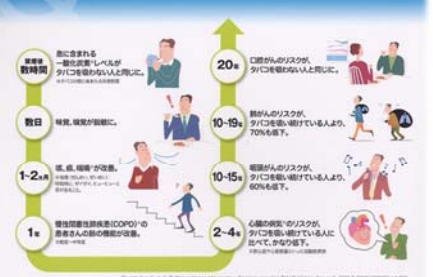 禁煙後
数時間
息に含まれる
一酸化炭素*レベルが
タバコを吸わない人と同じに。
数日
味覚、嗅覚が鋭敏に。
1~2ヵ月
咳、痰、喘鳴*が改善。
1年
慢性閉塞性肺疾患(COPD)*の
患者さんの肺の機能が改善。
20年
口腔がんのリスクが、
タバコを吸わない人と同じに。
10~19年
肺がんのリスクが、
タバコを吸い続けている人より、
70%も低下。
10~15年
咽頭がんのリスクが、
タバコを吸い続けている人より、
60%も低下。
2~4年
心臓の病気*のリスクが、
タバコを吸い続けている人に
比べて、かなり低下。